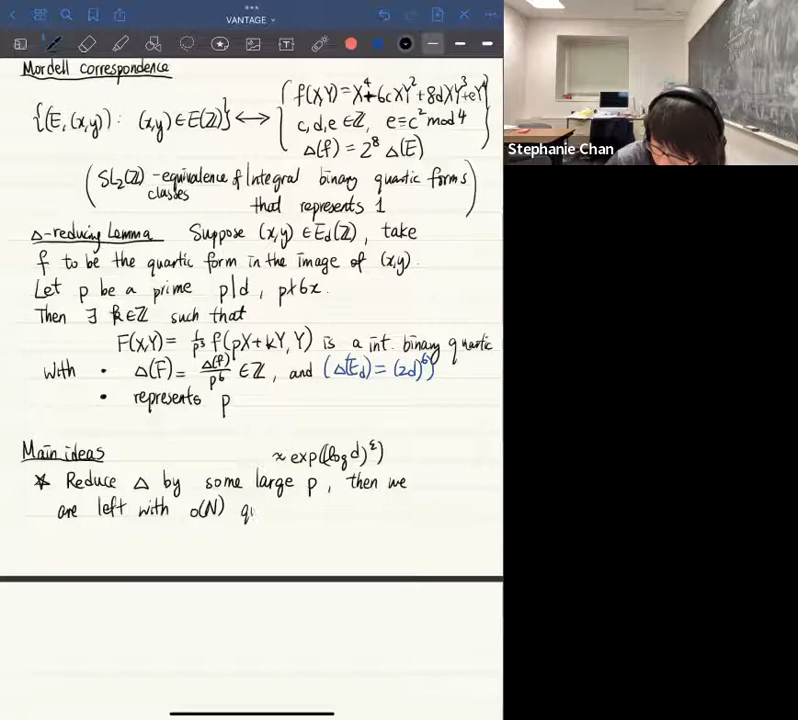 VANTAGE
Mordell correspondence
{(E, (x,y) : (x,y) ∈ E(ℤ)} ↔ { f(X,Y) = X⁴+6cXY²+8dXY³+eY⁴
c, d, e ∈ ℤ, e ≡ c² mod 4
Δ(f) = 2⁸ Δ(E) }
(SL₂(ℤ)-equivalence of Integral binary quartic forms
classes that represents 1)
Δ-reducing Lemma Suppose (x,y) ∈ E_d(ℤ), take
f to be the quartic form in the image of (x,y).
Let p be a prime p|d, p∤6x.
Then ∃ k∈ℤ such that
F(X,Y) = 1/p³ f(pX+kY, Y) is a int. binary quartic
with • Δ(F) = Δ(f)/p⁶ ∈ ℤ, and (Δ(E_d) = (2d)⁶)
• represents p
Main ideas
≈ exp((log d)^ε)
* Reduce Δ by some large p, then we
are left with o(N) qu
Stephanie Chan